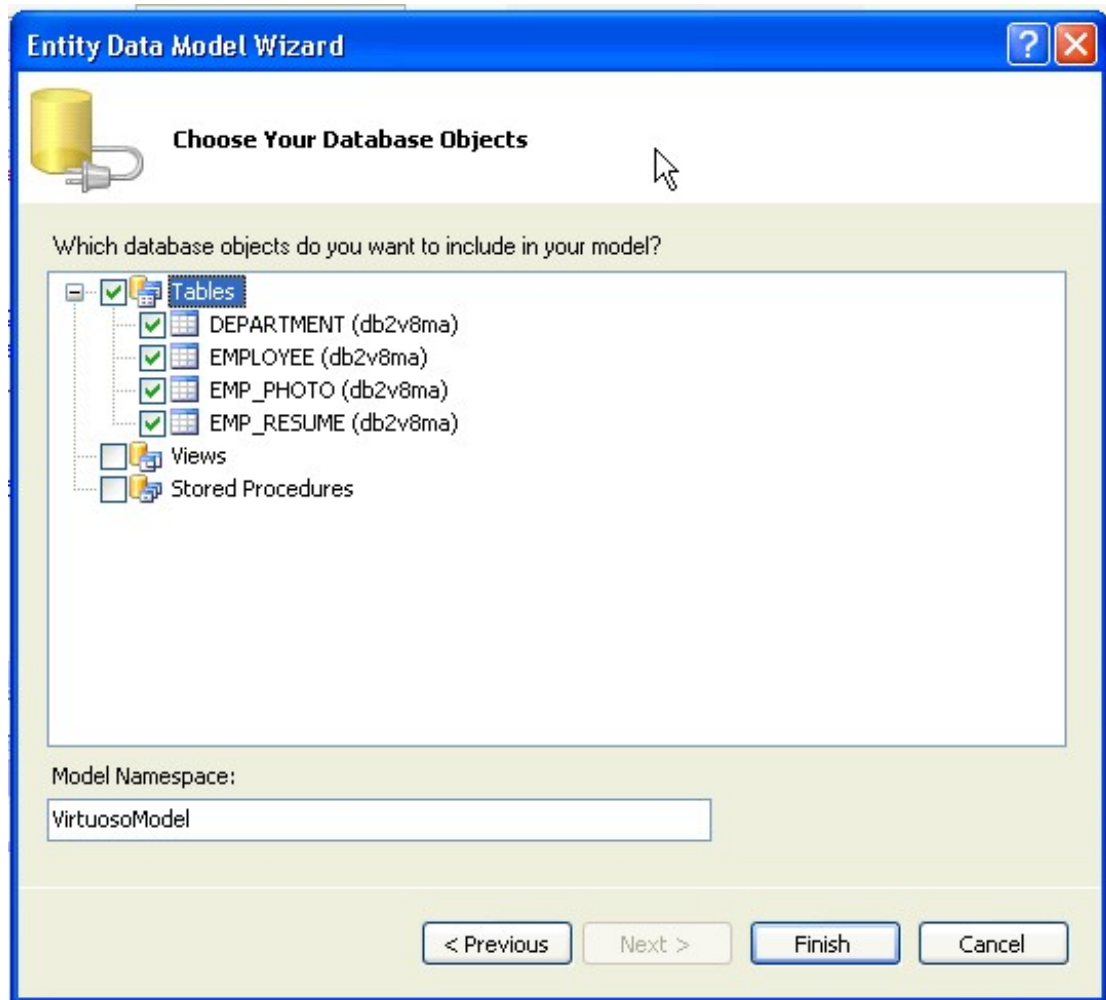 Entity Data Model Wizard
Choose Your Database Objects
Which database objects do you want to include in your model?
Tables
DEPARTMENT (db2v8ma)
EMPLOYEE (db2v8ma)
EMP_PHOTO (db2v8ma)
EMP_RESUME (db2v8ma)
Views
Stored Procedures
Model Namespace:
VirtuosoModel
< Previous Next > Finish Cancel